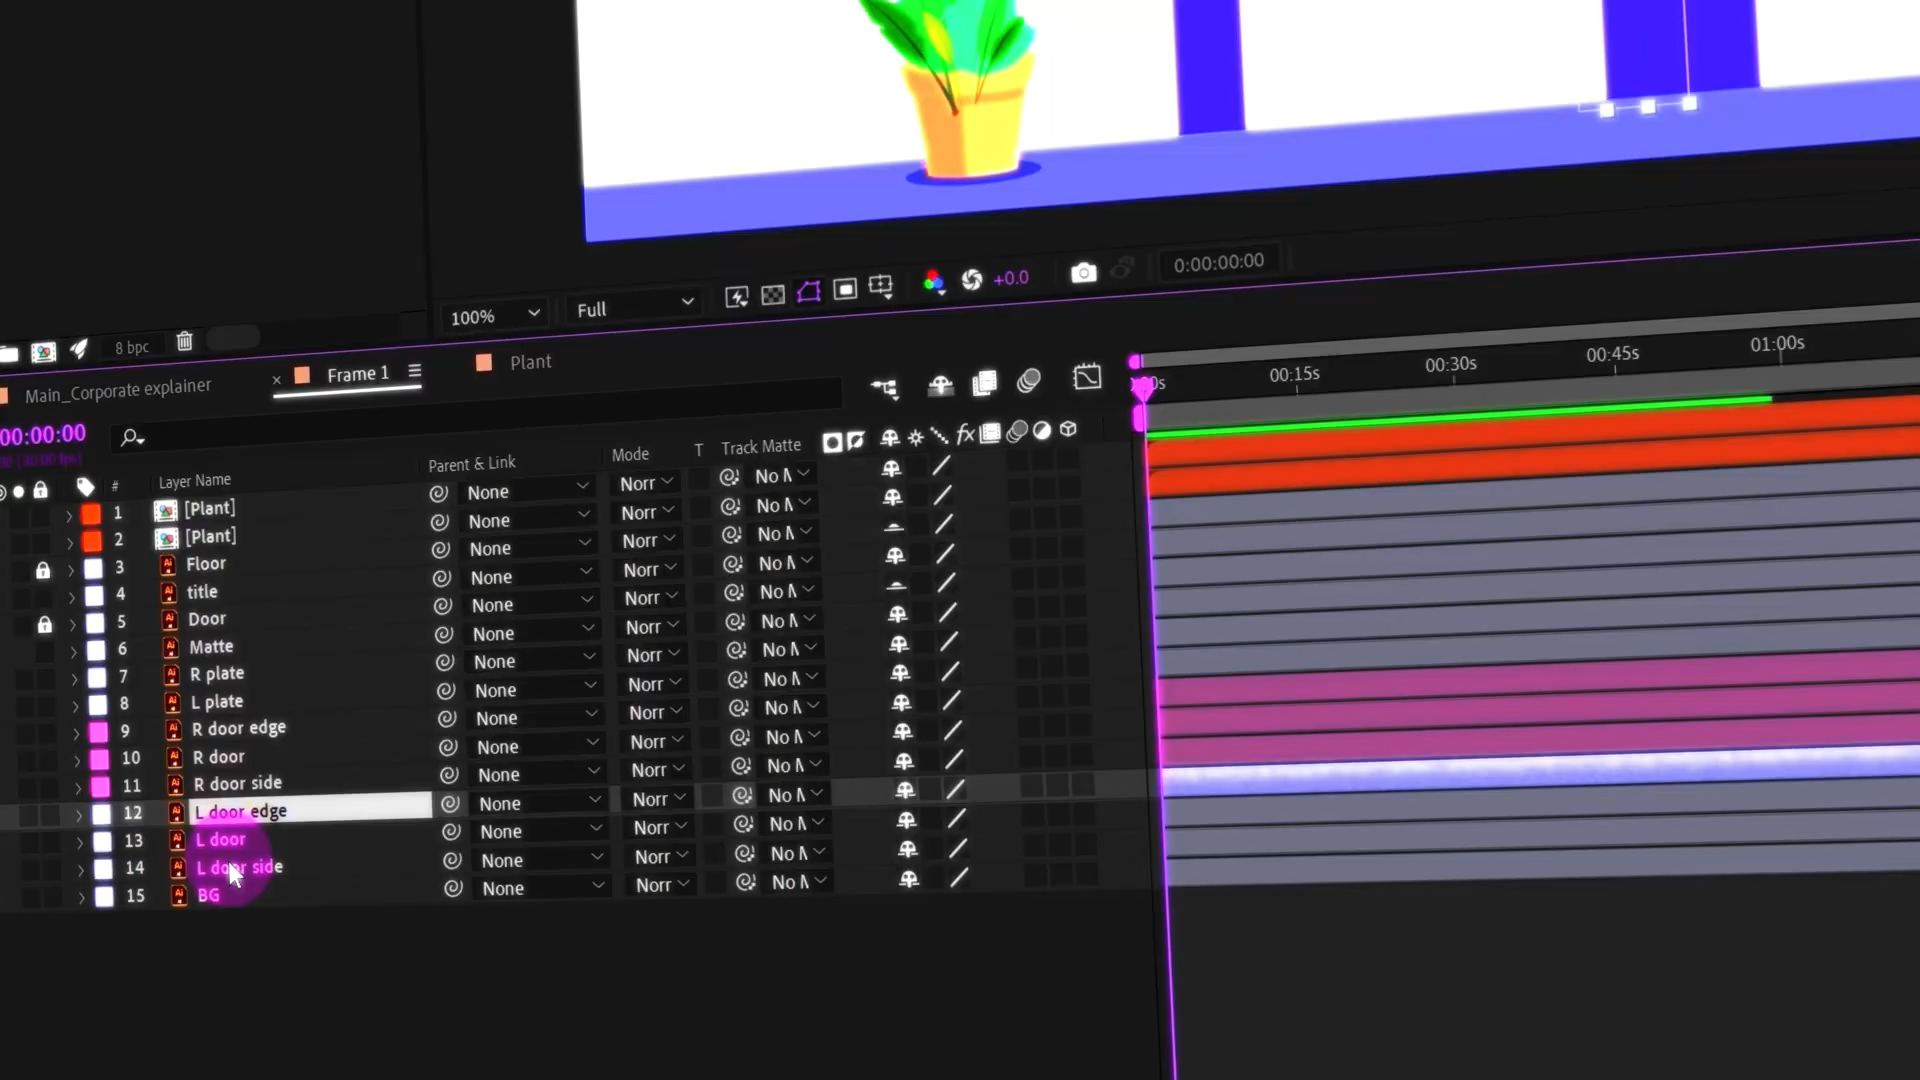 100%
Full
+0.0
0:00:00:00
8 bpc
Main_Corporate explainer
× Frame 1
Plant
00:15s 00:30s 00:45s 01:00s
00:00:00
# Layer Name Parent & Link Mode T Track Matte
1 [Plant] None Norr No
2 [Plant] None Norr No
3 Floor None Norr No
4 title None Norr No
5 Door None Norr No
6 Matte None Norr No
7 R plate None Norr No
8 L plate None Norr No
9 R door edge None Norr No
10 R door None Norr No
11 R door side None Norr No
12 L door edge None Norr No
13 L door None Norr No
14 L door side None Norr No
15 BG None Norr No